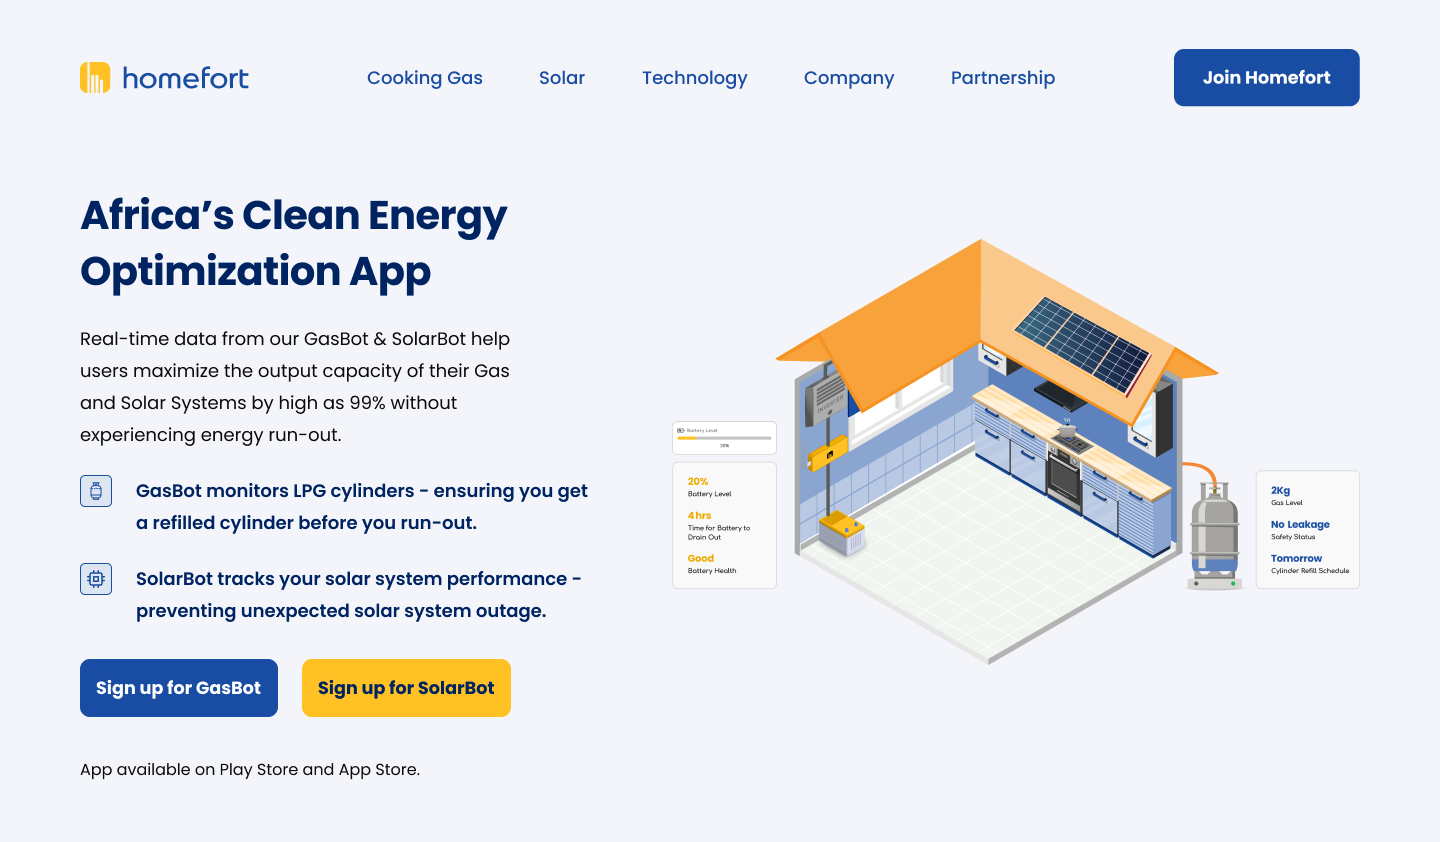 homefort
Cooking Gas
Solar
Technology
Company
Partnership
Join Homefort
Africa’s Clean Energy
Optimization App
Real-time data from our GasBot & SolarBot help
users maximize the output capacity of their Gas
and Solar Systems by high as 99% without
experiencing energy run-out.
GasBot monitors LPG cylinders - ensuring you get
a refilled cylinder before you run-out.
SolarBot tracks your solar system performance -
preventing unexpected solar system outage.
Sign up for GasBot
Sign up for SolarBot
App available on Play Store and App Store.
INVERTER
Battery Level
20%
20%
Battery Level
4hrs
Time for Battery to
Drain Out
Good
Battery Health
2Kg
Gas Level
No Leakage
Safety Status
Tomorrow
Cylinder Refill Schedule